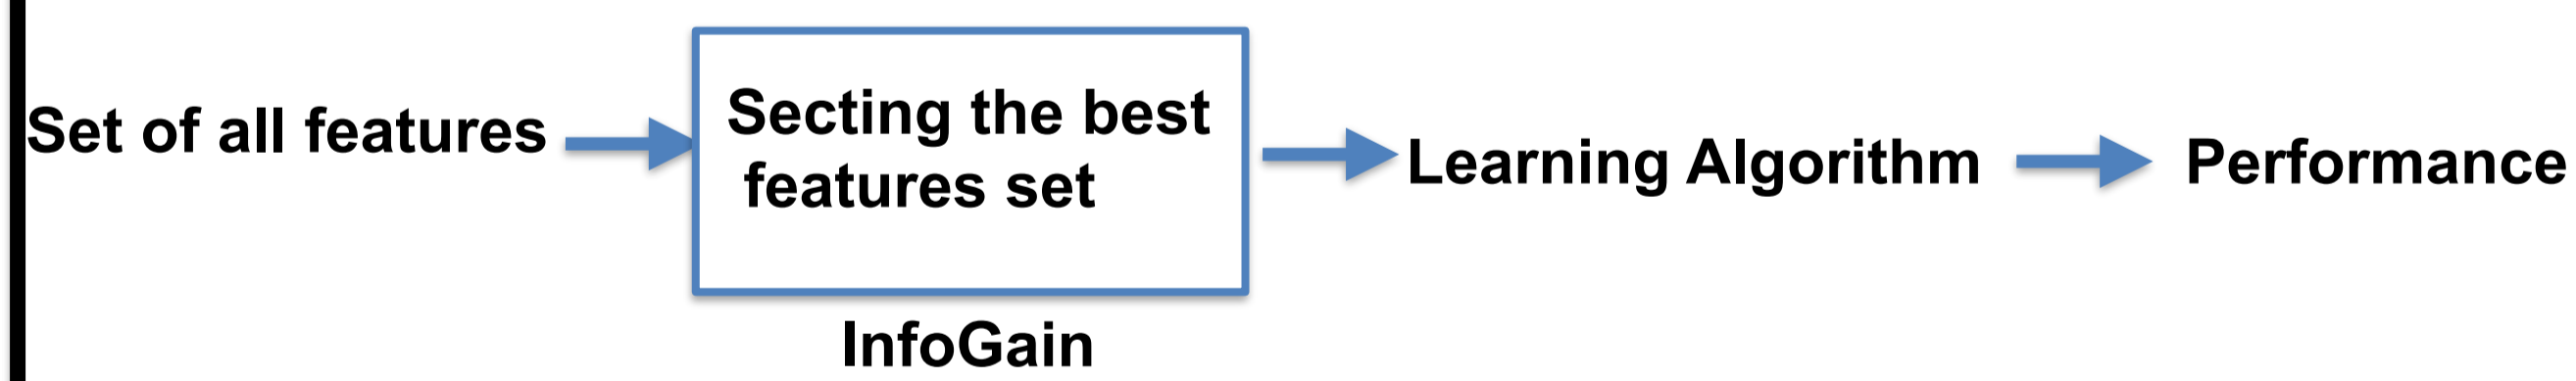 Set of all features
Secting the best
features set
InfoGain
Learning Algorithm
Performance